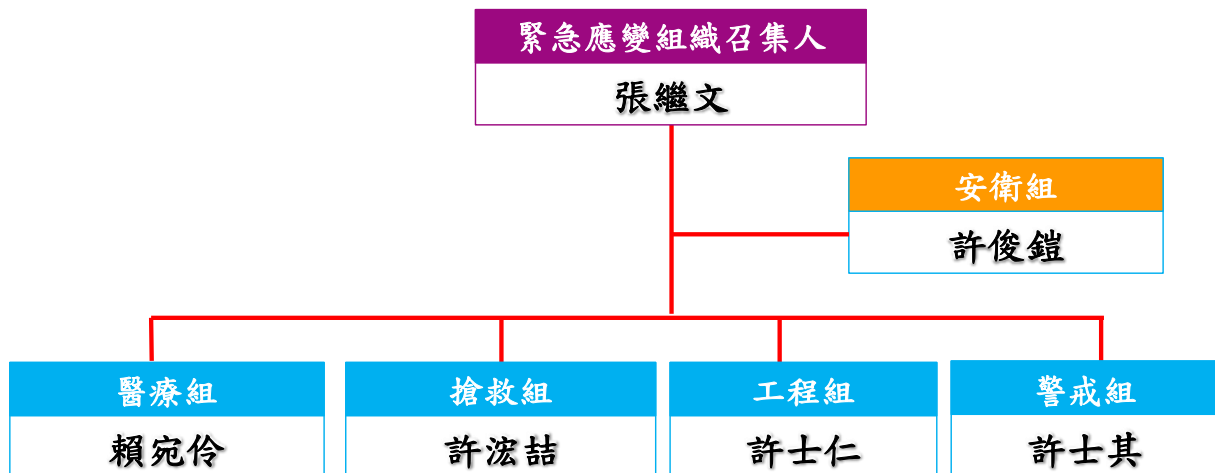 緊急應變組織召集人
張繼文
安衛組
許俊鎧
醫療組
賴宛伶
搶救組
許浤喆
工程組
許士仁
警戒組
許士其